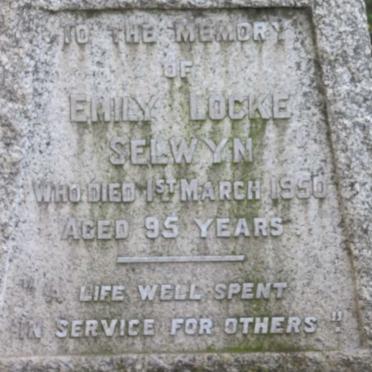 TO THE MEMORY
OF
EMILY LOCKE
SELWYN
WHO DIED 1ST MARCH 1950
AGED 95 YEARS
"A LIFE WELL SPENT
IN SERVICE FOR OTHERS".